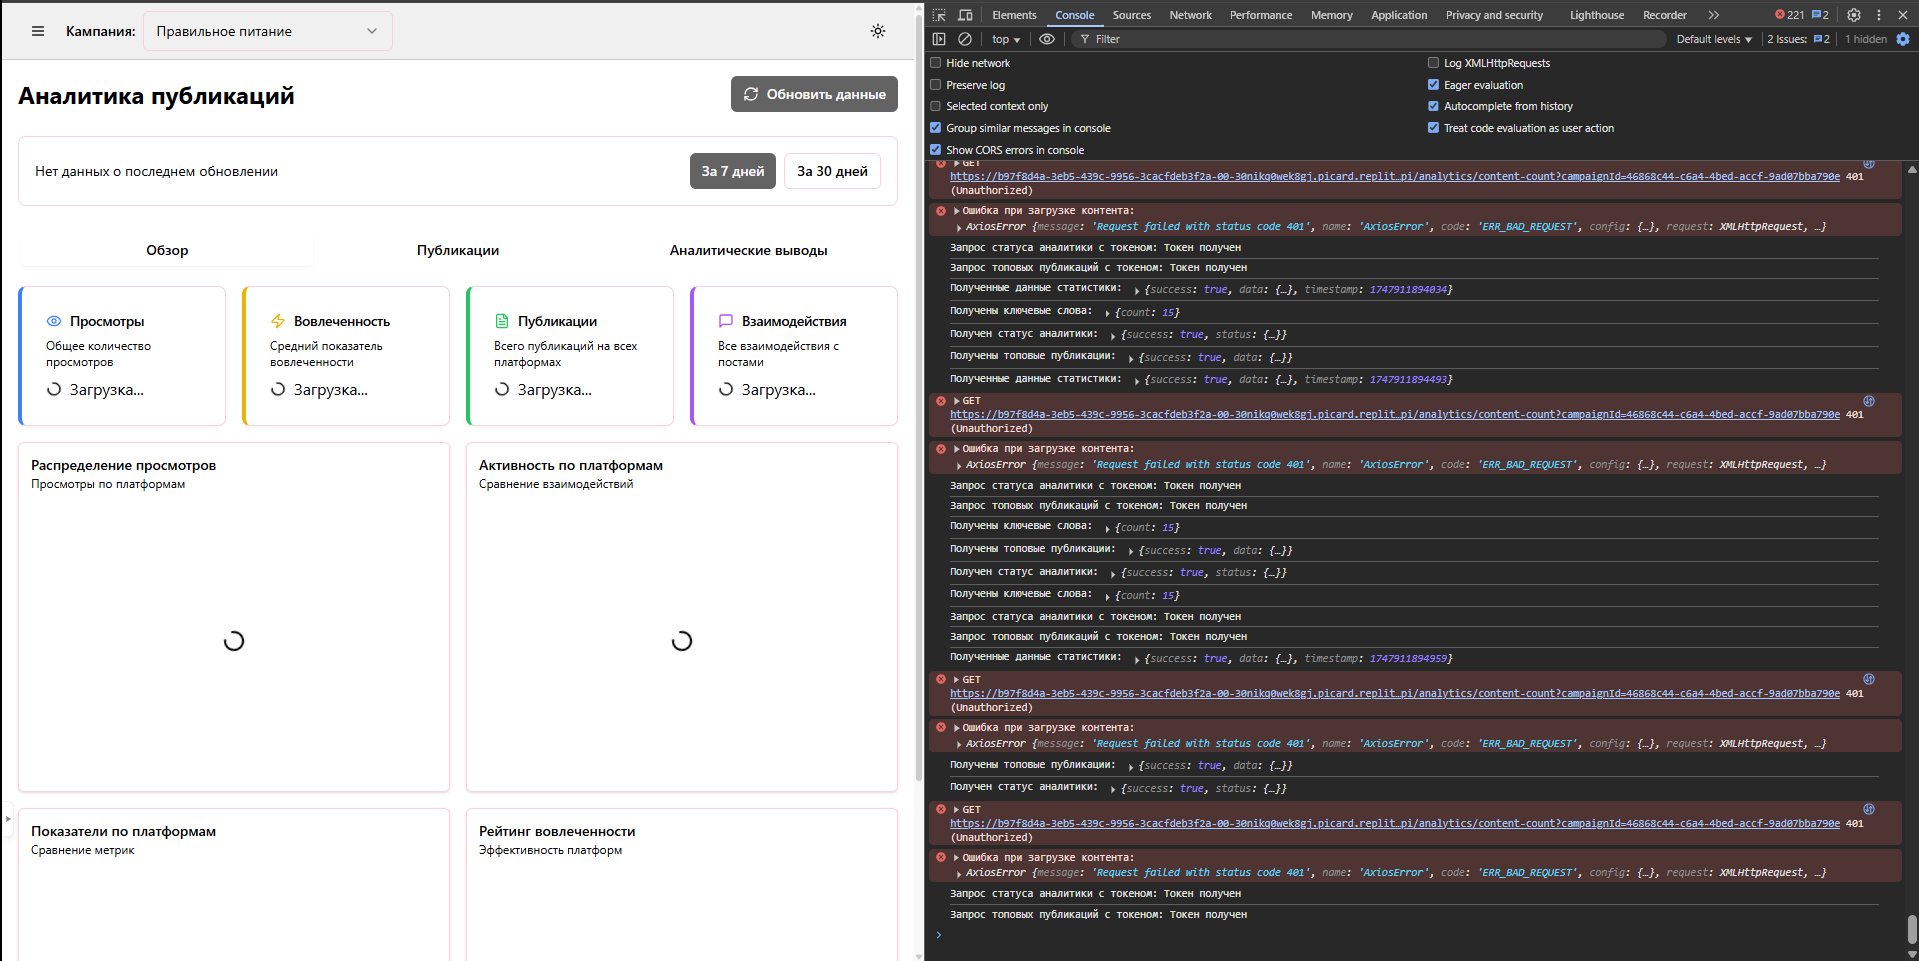 Кампания:
Правильное питание
Аналитика публикаций
Обновить данные
Нет данных о последнем обновлении
За 7 дней
За 30 дней
Обзор
Публикации
Аналитические выводы
Просмотры
Общее количество
просмотров
Загрузка...
Вовлеченность
Средний показатель
вовлеченности
Загрузка...
Публикации
Всего публикаций на всех
платформах
Загрузка...
Взаимодействия
Все взаимодействия с
постами
Загрузка...
Распределение просмотров
Просмотры по платформам
Активность по платформам
Сравнение взаимодействий
Показатели по платформам
Сравнение метрик
Рейтинг вовлеченности
Эффективность платформ
Elements
Console
Sources
Network
Performance
Memory
Application
Privacy and security
Lighthouse
Recorder
221
2
top
Filter
Default levels
2 Issues:
2
1 hidden
Hide network
Log XMLHttpRequests
Preserve log
Eager evaluation
Selected context only
Autocomplete from history
Group similar messages in console
Treat code evaluation as user action
Show CORS errors in console
GET
https://b97f8d4a-3eb5-439c-9956-3cacfdeb3f2a-00-30nikq0wek8gj.picard.replit…pi/analytics/content-count?campaignId=46868c44-c6a4-4bed-accf-9ad07bba790e 401
(Unauthorized)
Ошибка при загрузке контента:
AxiosError {message: 'Request failed with status code 401', name: 'AxiosError', code: 'ERR_BAD_REQUEST', config: {…}, request: XMLHttpRequest, …}
Запрос статуса аналитики с токеном: Токен получен
Запрос топовых публикаций с токеном: Токен получен
Полученные данные статистики: {success: true, data: {…}, timestamp: 1747911894034}
Получены ключевые слова: {count: 15}
Получен статус аналитики: {success: true, status: {…}}
Получены топовые публикации: {success: true, data: {…}}
Полученные данные статистики: {success: true, data: {…}, timestamp: 1747911894493}
GET
https://b97f8d4a-3eb5-439c-9956-3cacfdeb3f2a-00-30nikq0wek8gj.picard.replit…pi/analytics/content-count?campaignId=46868c44-c6a4-4bed-accf-9ad07bba790e 401
(Unauthorized)
Ошибка при загрузке контента:
AxiosError {message: 'Request failed with status code 401', name: 'AxiosError', code: 'ERR_BAD_REQUEST', config: {…}, request: XMLHttpRequest, …}
Запрос статуса аналитики с токеном: Токен получен
Запрос топовых публикаций с токеном: Токен получен
Получены ключевые слова: {count: 15}
Получены топовые публикации: {success: true, data: {…}}
Получен статус аналитики: {success: true, status: {…}}
Получены ключевые слова: {count: 15}
Запрос статуса аналитики с токеном: Токен получен
Запрос топовых публикаций с токеном: Токен получен
Полученные данные статистики: {success: true, data: {…}, timestamp: 1747911894959}
GET
https://b97f8d4a-3eb5-439c-9956-3cacfdeb3f2a-00-30nikq0wek8gj.picard.replit…pi/analytics/content-count?campaignId=46868c44-c6a4-4bed-accf-9ad07bba790e 401
(Unauthorized)
Ошибка при загрузке контента:
AxiosError {message: 'Request failed with status code 401', name: 'AxiosError', code: 'ERR_BAD_REQUEST', config: {…}, request: XMLHttpRequest, …}
Получены топовые публикации: {success: true, data: {…}}
Получен статус аналитики: {success: true, status: {…}}
GET
https://b97f8d4a-3eb5-439c-9956-3cacfdeb3f2a-00-30nikq0wek8gj.picard.replit…pi/analytics/content-count?campaignId=46868c44-c6a4-4bed-accf-9ad07bba790e 401
(Unauthorized)
Ошибка при загрузке контента:
AxiosError {message: 'Request failed with status code 401', name: 'AxiosError', code: 'ERR_BAD_REQUEST', config: {…}, request: XMLHttpRequest, …}
Запрос статуса аналитики с токеном: Токен получен
Запрос топовых публикаций с токеном: Токен получен